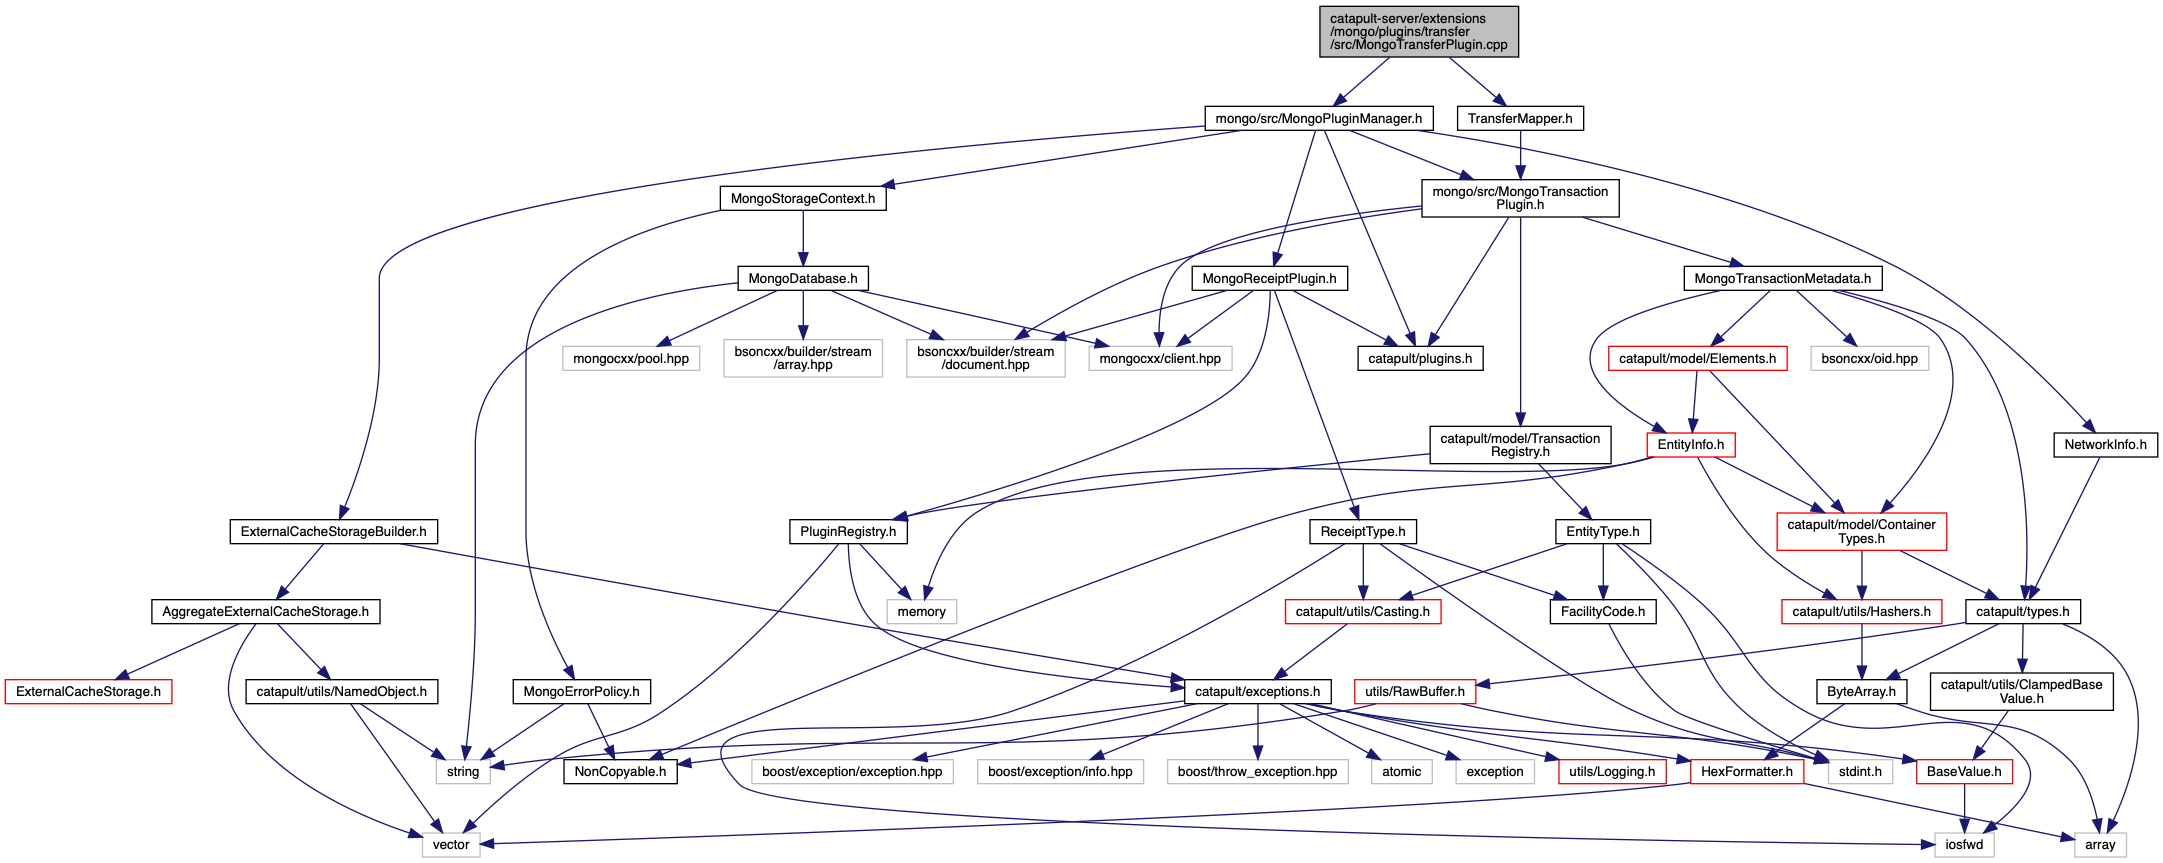 catapult-server/extensions
/mongo/plugins/transfer
/src/MongoTransferPlugin.cpp
mongo/src/MongoPluginManager.h
TransferMapper.h
MongoStorageContext.h
mongo/src/MongoTransaction
Plugin.h
MongoDatabase.h
MongoReceiptPlugin.h
MongoTransactionMetadata.h
mongocxx/pool.hpp
bsoncxx/builder/stream
/array.hpp
bsoncxx/builder/stream
/document.hpp
mongocxx/client.hpp
catapult/plugins.h
catapult/model/Elements.h
bsoncxx/oid.hpp
catapult/model/Transaction
Registry.h
EntityInfo.h
NetworkInfo.h
ExternalCacheStorageBuilder.h
PluginRegistry.h
ReceiptType.h
EntityType.h
catapult/model/Container
Types.h
AggregateExternalCacheStorage.h
memory
catapult/utils/Casting.h
FacilityCode.h
catapult/utils/Hashers.h
catapult/types.h
ExternalCacheStorage.h
catapult/utils/NamedObject.h
MongoErrorPolicy.h
catapult/exceptions.h
utils/RawBuffer.h
ByteArray.h
catapult/utils/ClampedBase
Value.h
string
NonCopyable.h
boost/exception/exception.hpp
boost/exception/info.hpp
boost/throw_exception.hpp
atomic
exception
utils/Logging.h
HexFormatter.h
stdint.h
BaseValue.h
vector
iosfwd
array